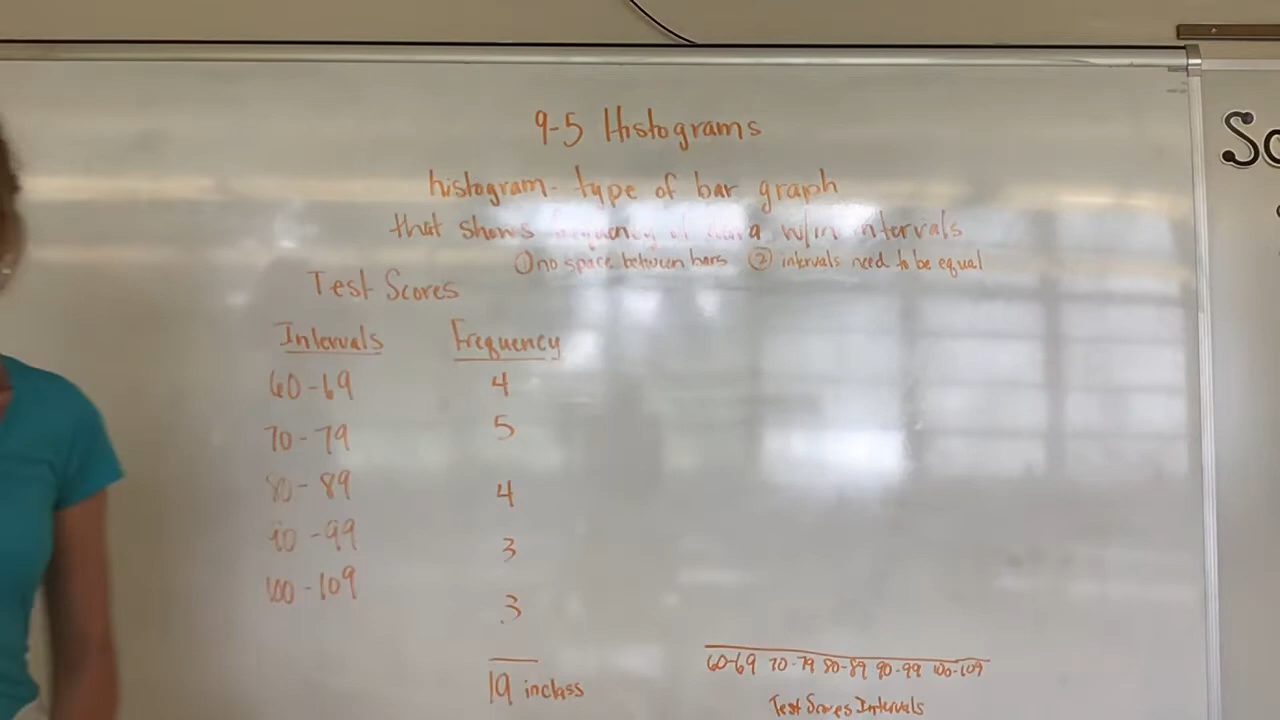 9-5 Histograms
histogram- type of bar graph
that shows frequency of data w/in intervals
① no space between bars ② intervals need to be equal
Test Scores
Intervals Frequency
60-69 4
70-79 5
80-89 4
90-99 3
100-109 3
19 in class
60-69 70-79 80-89 90-99 100-109
Test Scores Intervals